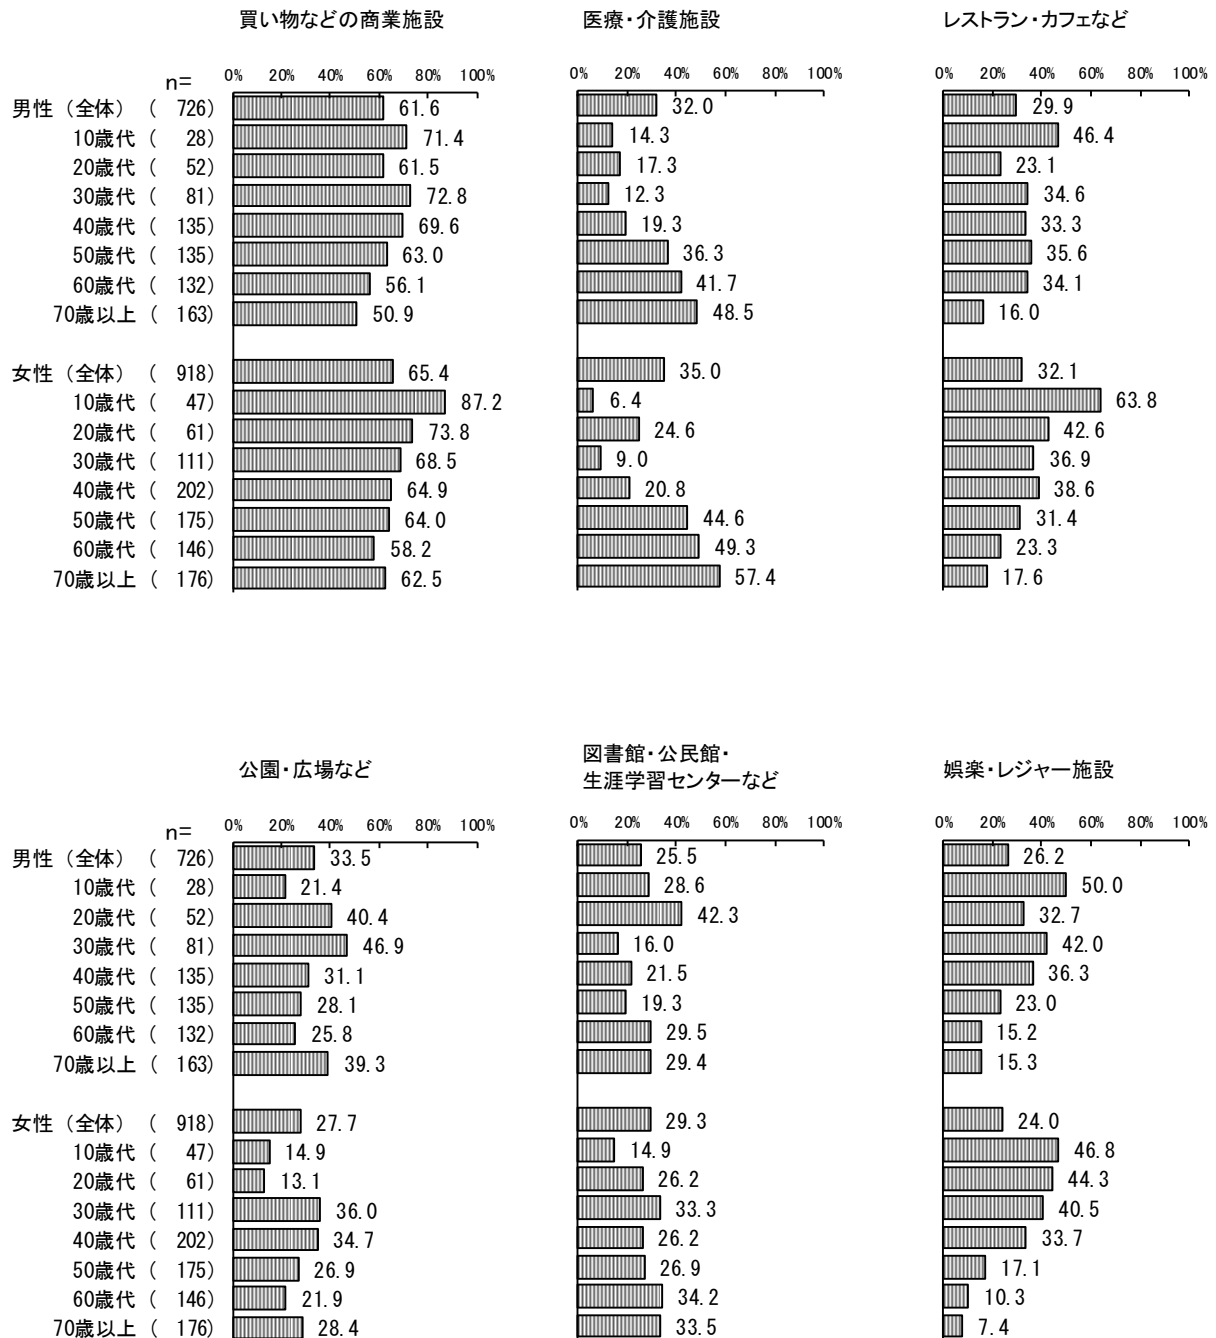 買い物などの商業施設 医療・介護施設 レストラン・カフェなど
n= 0% 20% 40% 60% 80% 100% 0% 20% 40% 60% 80% 100% 0% 20% 40% 60% 80% 100%
男性（全体）（ 726） 61.6 32.0 29.9
10歳代（ 28） 71.4 14.3 46.4
20歳代（ 52） 61.5 17.3 23.1
30歳代（ 81） 72.8 12.3 34.6
40歳代（ 135） 69.6 19.3 33.3
50歳代（ 135） 63.0 36.3 35.6
60歳代（ 132） 56.1 41.7 34.1
70歳以上（ 163） 50.9 48.5 16.0
女性（全体）（ 918） 65.4 35.0 32.1
10歳代（ 47） 87.2 6.4 63.8
20歳代（ 61） 73.8 24.6 42.6
30歳代（ 111） 68.5 9.0 36.9
40歳代（ 202） 64.9 20.8 38.6
50歳代（ 175） 64.0 44.6 31.4
60歳代（ 146） 58.2 49.3 23.3
70歳以上（ 176） 62.5 57.4 17.6
公園・広場など 図書館・公民館・
生涯学習センターなど 娯楽・レジャー施設
n= 0% 20% 40% 60% 80% 100% 0% 20% 40% 60% 80% 100% 0% 20% 40% 60% 80% 100%
男性（全体）（ 726） 33.5 25.5 26.2
10歳代（ 28） 21.4 28.6 50.0
20歳代（ 52） 40.4 42.3 32.7
30歳代（ 81） 46.9 16.0 42.0
40歳代（ 135） 31.1 21.5 36.3
50歳代（ 135） 28.1 19.3 23.0
60歳代（ 132） 25.8 29.5 15.2
70歳以上（ 163） 39.3 29.4 15.3
女性（全体）（ 918） 27.7 29.3 24.0
10歳代（ 47） 14.9 14.9 46.8
20歳代（ 61） 13.1 26.2 44.3
30歳代（ 111） 36.0 33.3 40.5
40歳代（ 202） 34.7 26.2 33.7
50歳代（ 175） 26.9 26.9 17.1
60歳代（ 146） 21.9 34.2 10.3
70歳以上（ 176） 28.4 33.5 7.4